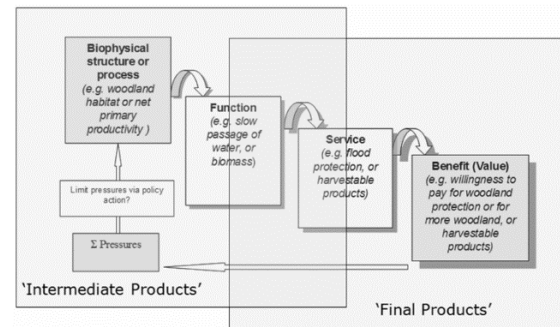 Biophysical
structure or
process
(e.g. woodland
habitat or net
primary
productivity )
Function
(e.g. slow
passage of
water, or
biomass)
Service
(e.g. flood
protection, or
harvestable
products)
Benefit (Value)
(e.g. willingness to
pay for woodland
protection or for
more woodland, or
harvestable
products)
Limit pressures via policy
action?
Σ Pressures
‘Intermediate Products’
‘Final Products’